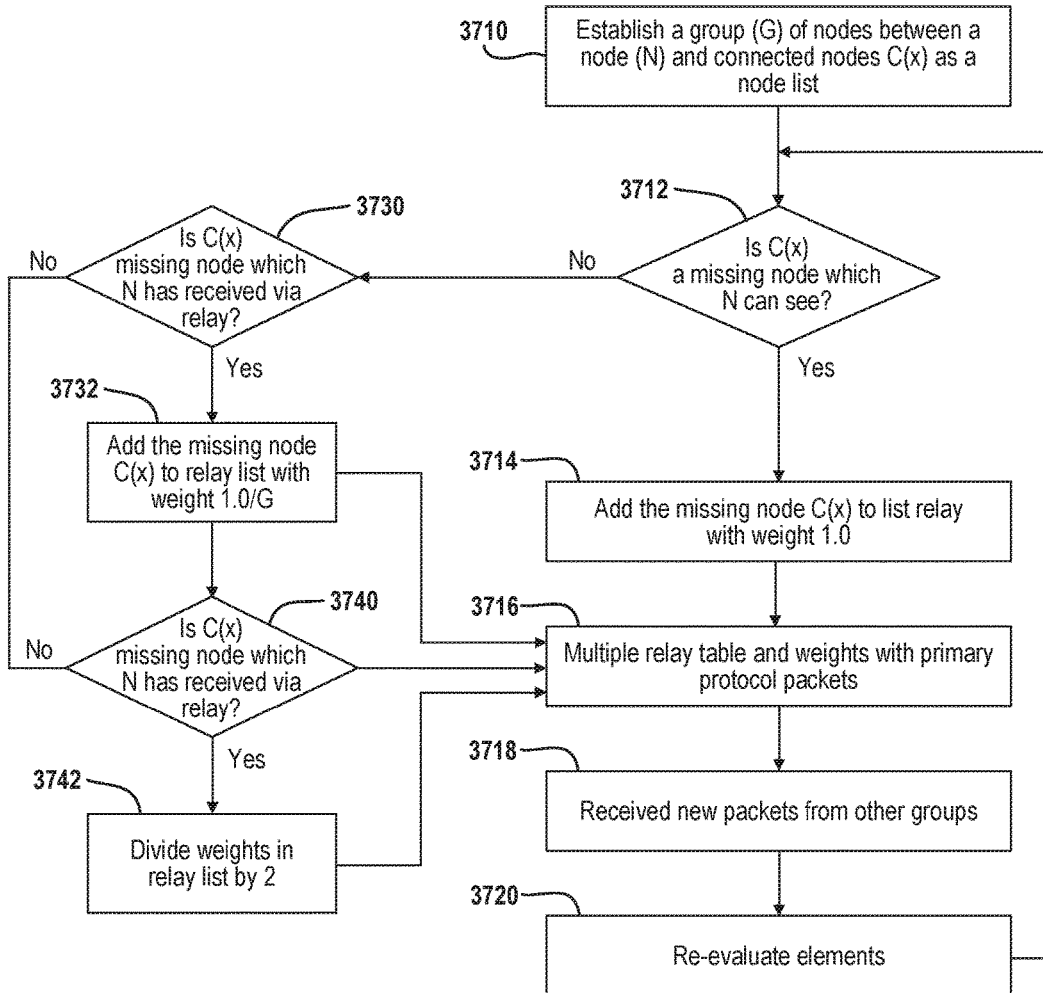 3710
Establish a group (G) of nodes between a
node (N) and connected nodes C(x) as a
node list
3712
Is C(x)
a missing node which
N can see?
No
Yes
3730
Is C(x)
missing node which
N has received via
relay?
No
Yes
3732
Add the missing node
C(x) to relay list with
weight 1.0/G
3714
Add the missing node C(x) to list relay
with weight 1.0
3740
Is C(x)
missing node which
N has received via
relay?
No
Yes
3716
Multiple relay table and weights with primary
protocol packets
3718
Received new packets from other groups
3742
Divide weights in
relay list by 2
3720
Re-evaluate elements